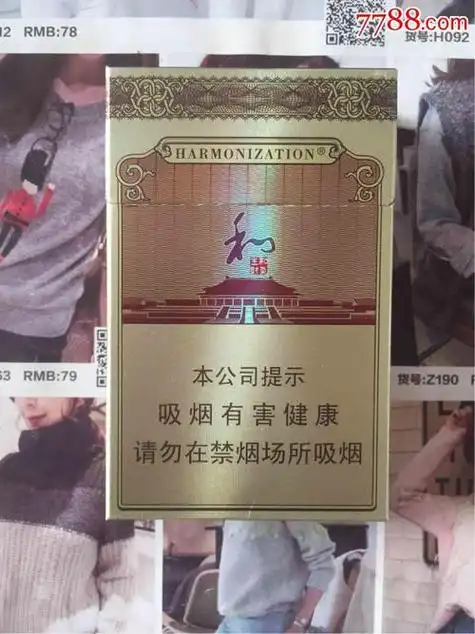 7788.com
RMB:78
货号:H092
HARMONIZATION®
和
RMB:79
货号:Z190
本公司提示
吸烟有害健康
请勿在禁烟场所吸烟